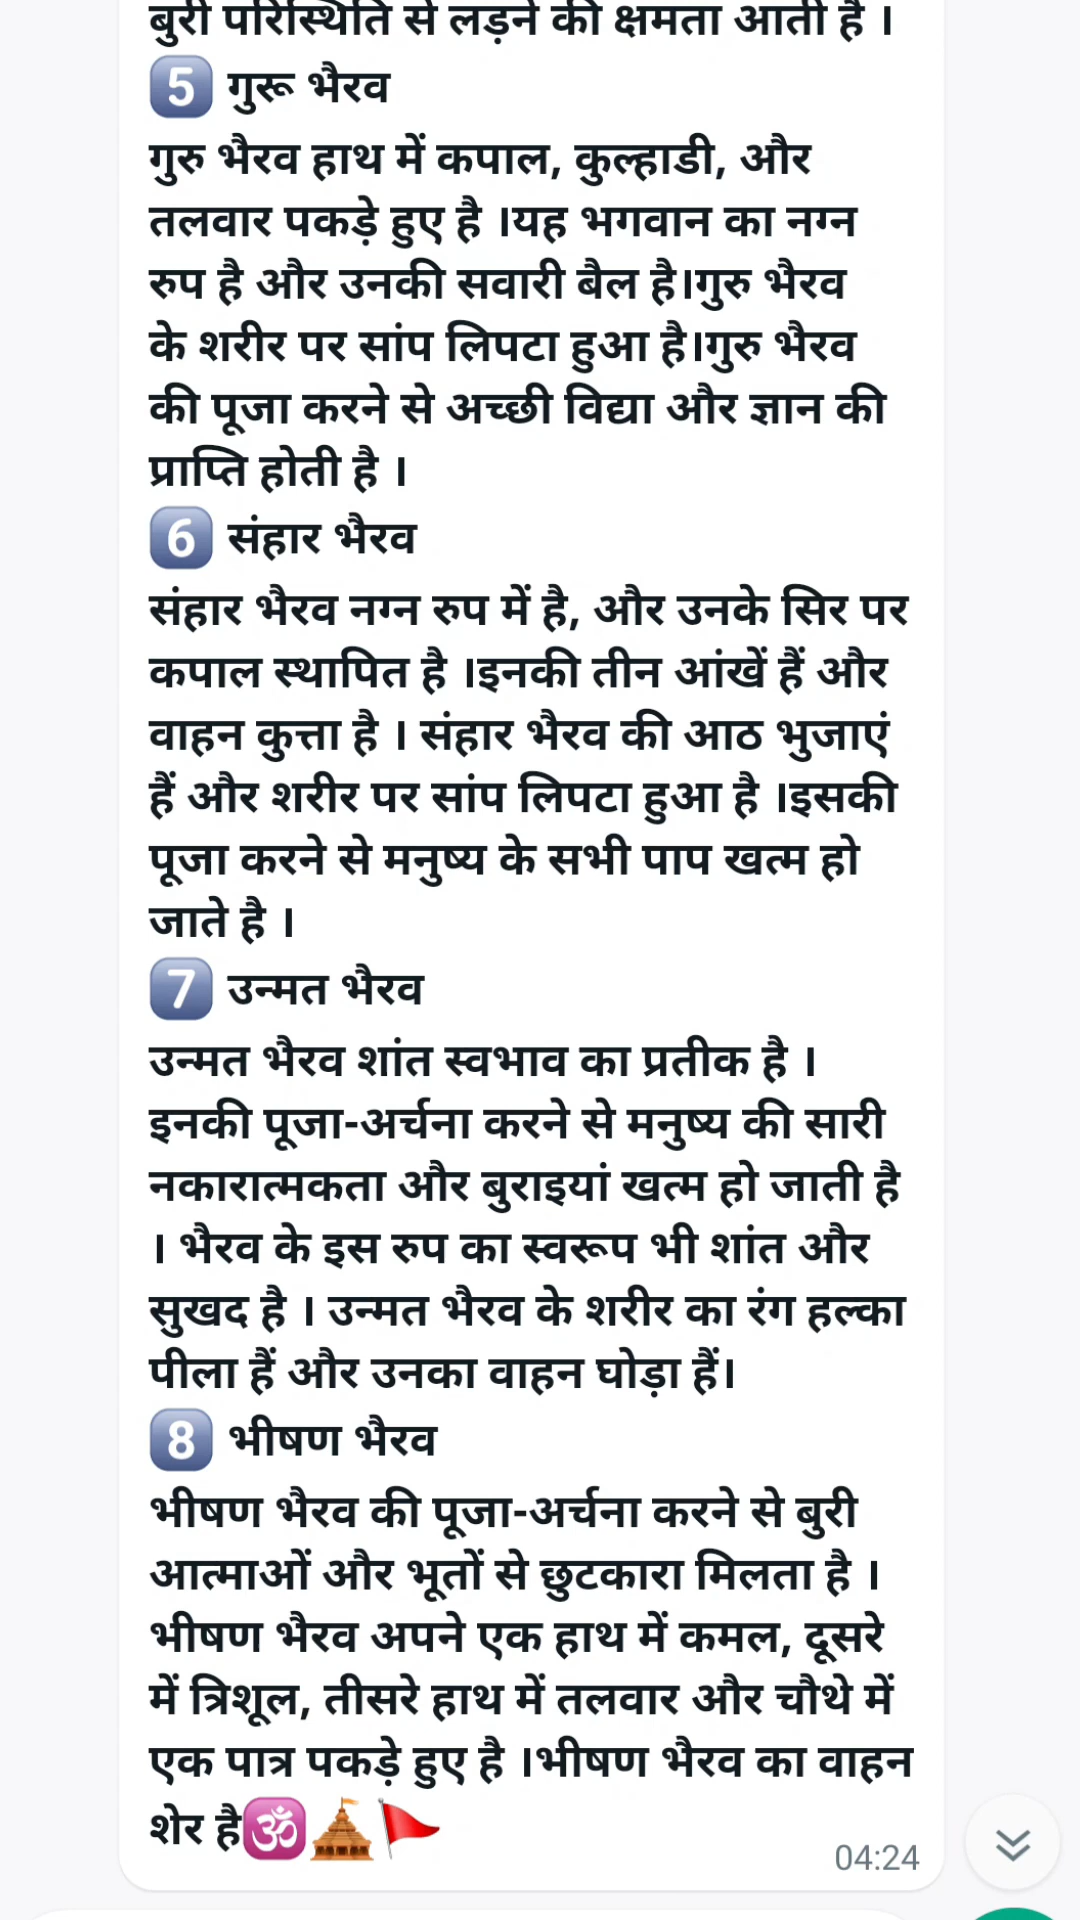 बुरी परिस्थिति से लड़ने की क्षमता आती है ।
5️⃣ गुरू भैरव
गुरु भैरव हाथ में कपाल, कुल्हाडी, और
तलवार पकड़े हुए है ।यह भगवान का नग्न
रुप है और उनकी सवारी बैल है।गुरु भैरव
के शरीर पर सांप लिपटा हुआ है।गुरु भैरव
की पूजा करने से अच्छी विद्या और ज्ञान की
प्राप्ति होती है ।
6️⃣ संहार भैरव
संहार भैरव नग्न रुप में है, और उनके सिर पर
कपाल स्थापित है ।इनकी तीन आंखें हैं और
वाहन कुत्ता है । संहार भैरव की आठ भुजाएं
हैं और शरीर पर सांप लिपटा हुआ है ।इसकी
पूजा करने से मनुष्य के सभी पाप खत्म हो
जाते है ।
7️⃣ उन्मत भैरव
उन्मत भैरव शांत स्वभाव का प्रतीक है ।
इनकी पूजा-अर्चना करने से मनुष्य की सारी
नकारात्मकता और बुराइयां खत्म हो जाती है
। भैरव के इस रुप का स्वरूप भी शांत और
सुखद है । उन्मत भैरव के शरीर का रंग हल्का
पीला हैं और उनका वाहन घोड़ा हैं।
8️⃣ भीषण भैरव
भीषण भैरव की पूजा-अर्चना करने से बुरी
आत्माओं और भूतों से छुटकारा मिलता है ।
भीषण भैरव अपने एक हाथ में कमल, दूसरे
में त्रिशूल, तीसरे हाथ में तलवार और चौथे में
एक पात्र पकड़े हुए है ।भीषण भैरव का वाहन
शेर है🕉️🛕🚩
04:24